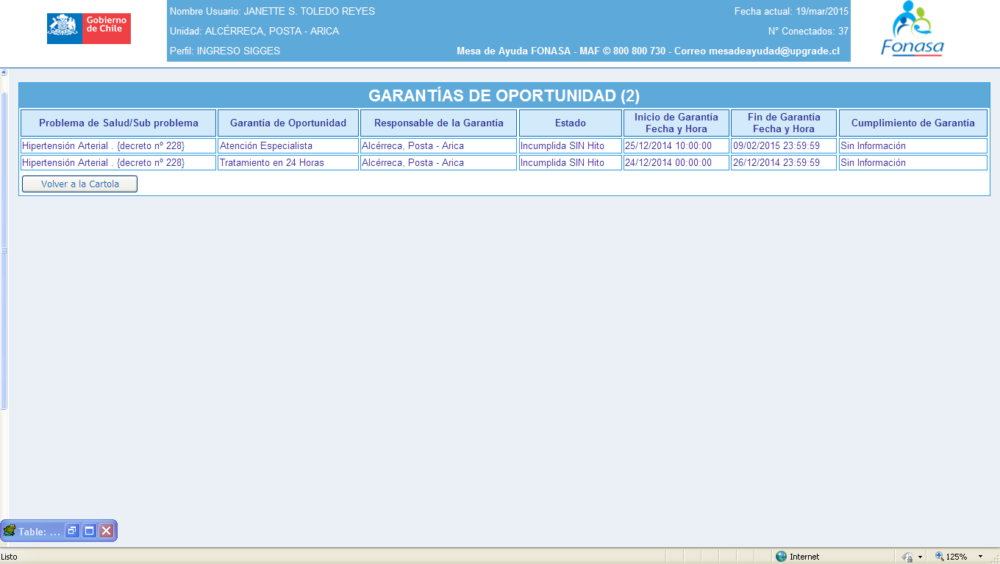 Gobierno
de Chile
Nombre Usuario: JANETTE S. TOLEDO REYES
Fecha actual: 19/mar/2015
Unidad: ALCÉRRECA, POSTA - ARICA
N° Conectados: 37
Perfil: INGRESO SIGGES
Mesa de Ayuda FONASA - MAF © 800 800 730 - Correo mesadeayudad@upgrade.cl
Fonasa
GARANTÍAS DE OPORTUNIDAD (2)
Problema de Salud/Sub problema Garantía de Oportunidad Responsable de la Garantía Estado Inicio de Garantía Fecha y Hora Fin de Garantía Fecha y Hora Cumplimiento de Garantía
Hipertensión Arterial . {decreto nº 228} Atención Especialista Alcérreca, Posta - Arica Incumplida SIN Hito 25/12/2014 10:00:00 09/02/2015 23:59:59 Sin Información
Hipertensión Arterial . {decreto nº 228} Tratamiento en 24 Horas Alcérreca, Posta - Arica Incumplida SIN Hito 24/12/2014 00:00:00 26/12/2014 23:59:59 Sin Información
Volver a la Cartola
Table: ...
Listo
Internet
125%